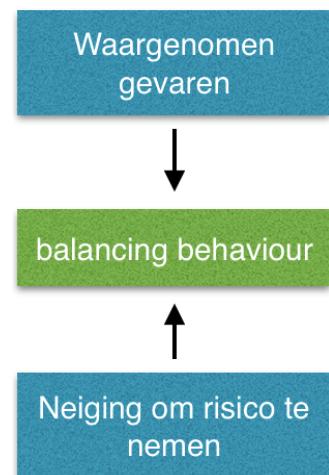 Waargenomen
gevaren
balancing behaviour
Neiging om risico te
nemen